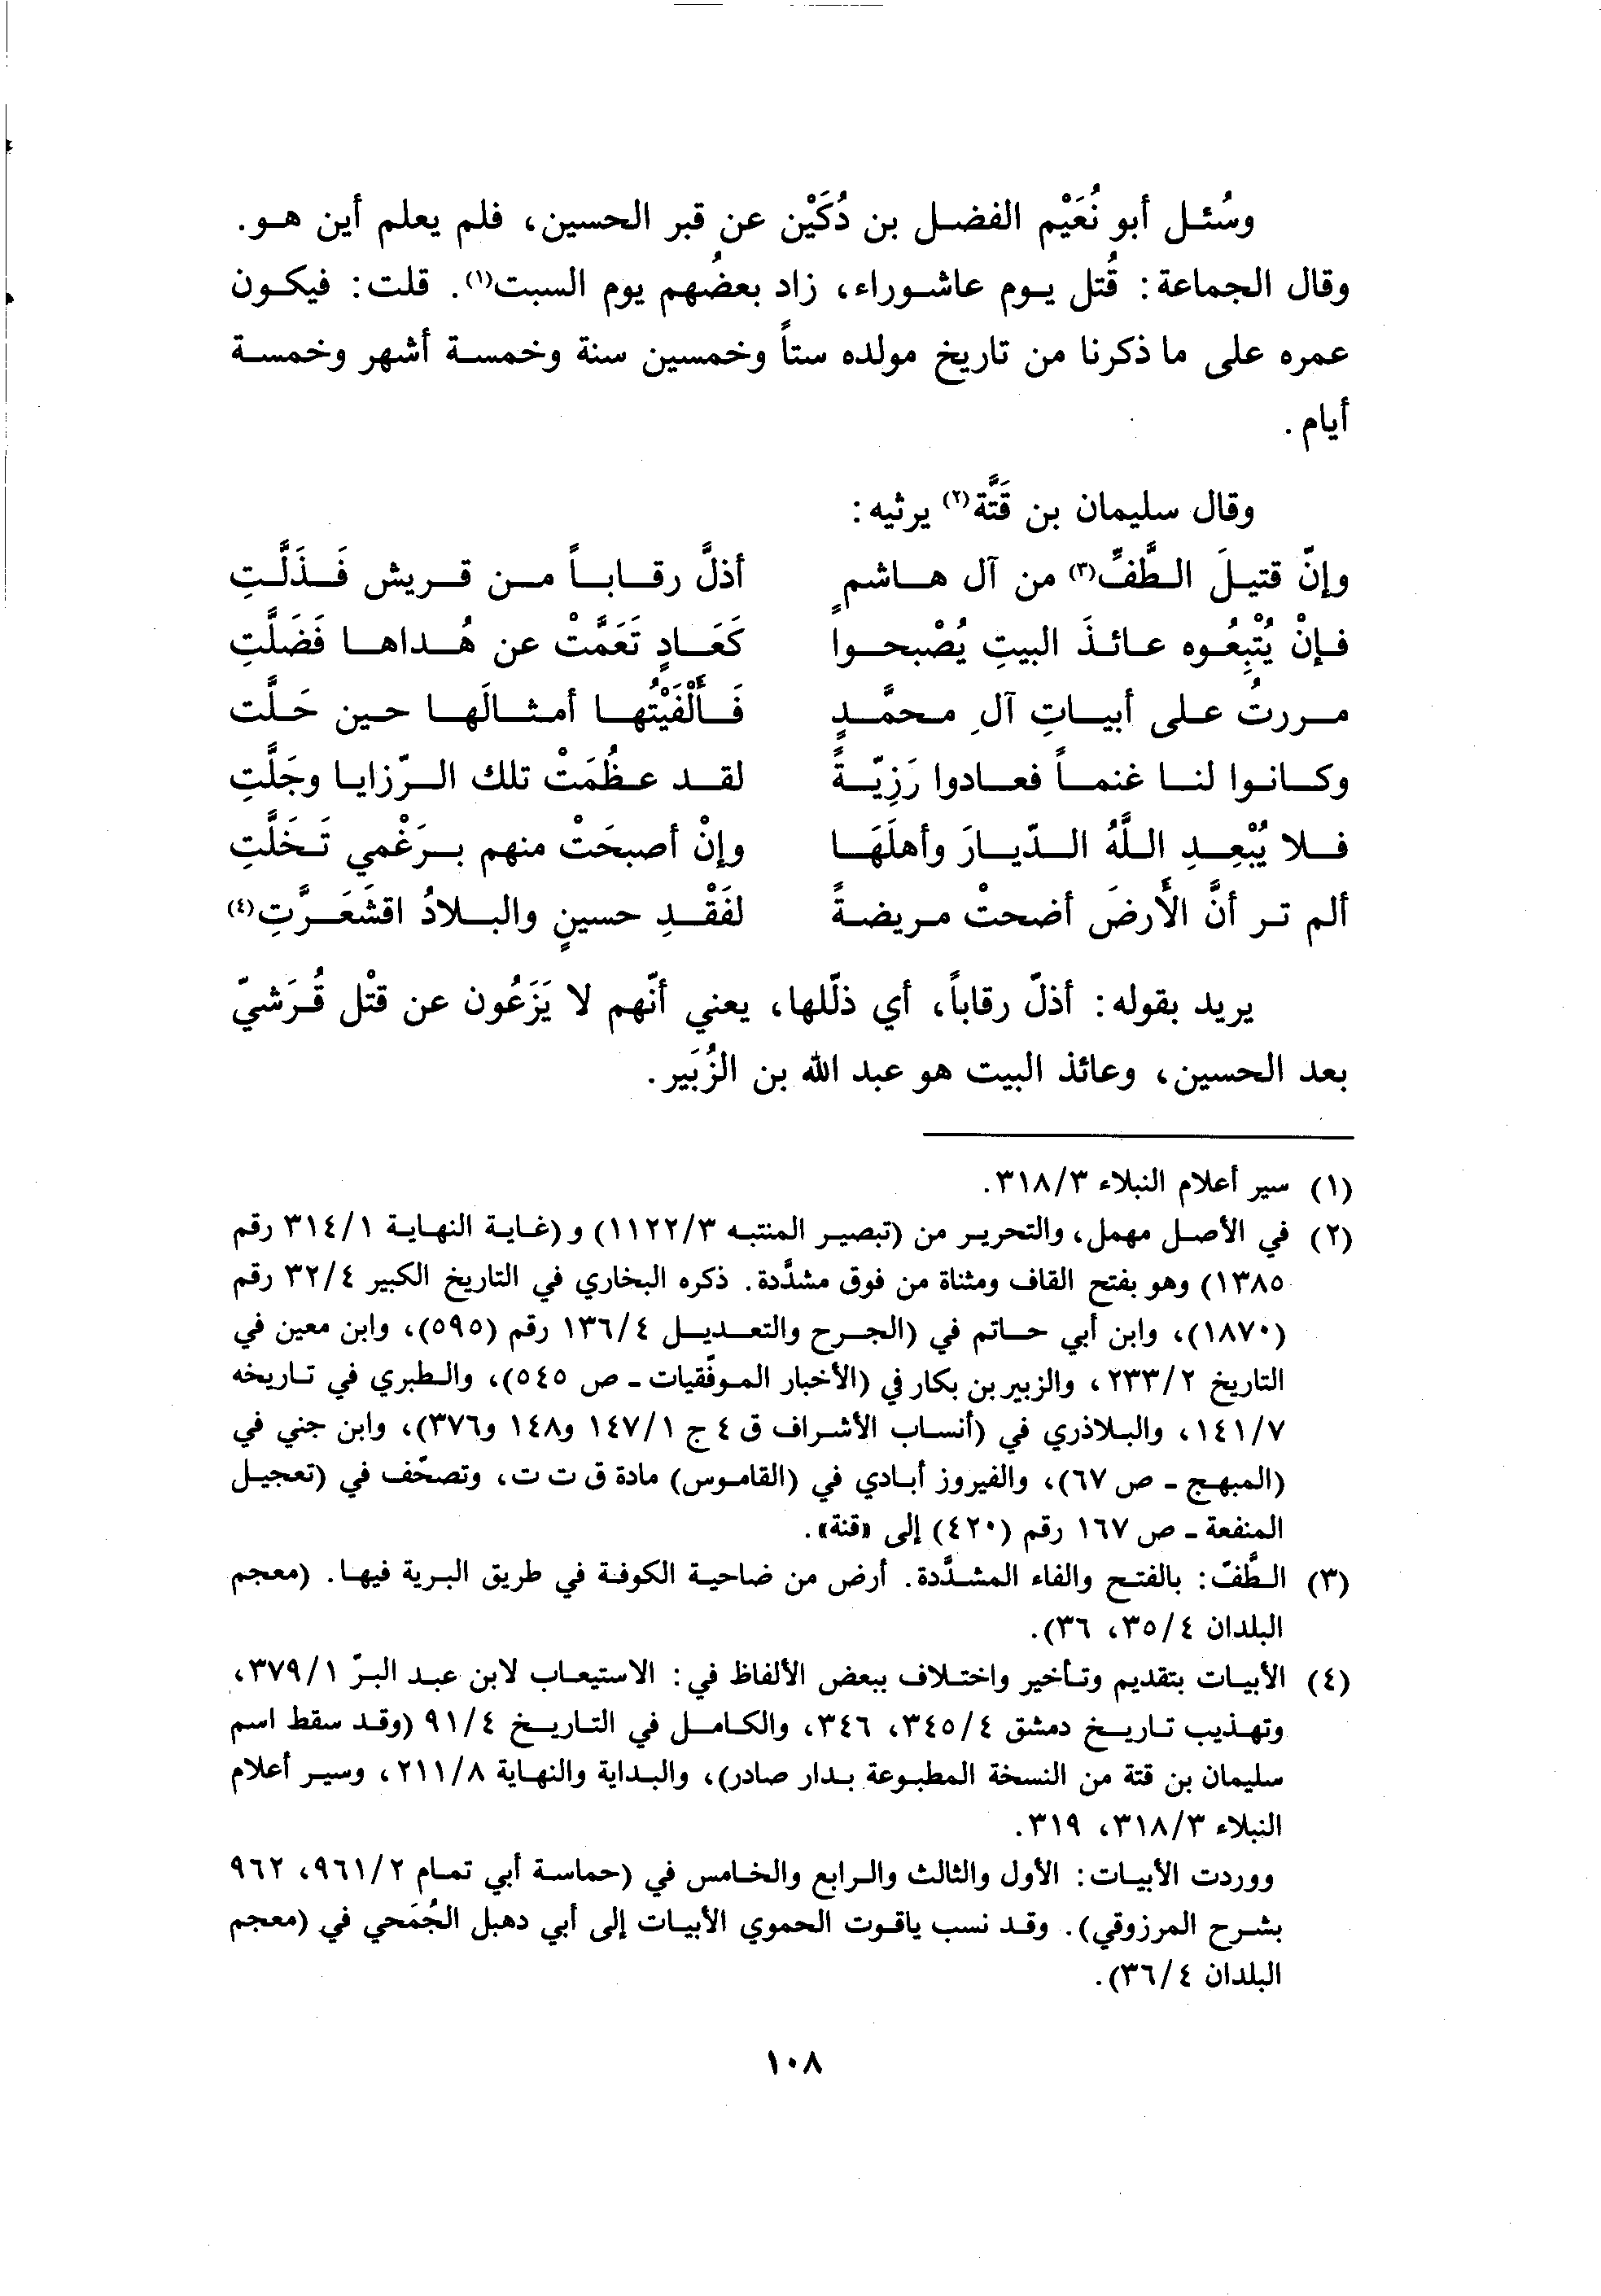 وسُئل أبو نُعَيْم الفضل بن دُكَيْن عن قبر الحسين، فلم يعلم أين هو.
وقال الجماعة: قُتل يوم عاشوراء، زاد بعضُهم يوم السبت(١). قلت: فيكون
عمره على ما ذكرنا من تاريخ مولده ستاً وخمسين سنة وخمسة أشهر وخمسة
أيام.
وقال سليمان بن قَتَّة(٢) يرثيه:
وإنّ قتيلَ الطَّفِّ(٣) من آل هاشمٍ أذلَّ رقاباً من قريش فَذَلَّتِ
فإنْ يُتْبِعُوه عائذَ البيتِ يُصْبحوا كَعَادٍ تَعَمَّتْ عن هُداها فَضَلَّتِ
مررتُ على أبياتِ آلِ محمَّدٍ فَأَلْفَيْتُها أمثالَها حين حَلَّت
وكانوا لنا غنماً فعادوا رَزِيّةً لقد عظُمَتْ تلك الرّزايا وجَلَّتِ
فلا يُبْعِدِ اللَّهُ الدّيارَ وأهلَهَا وإنْ أصبحَتْ منهم برَغْمي تَخَلَّتِ
ألم تر أنَّ الأرضَ أضحتْ مريضةً لفَقْدِ حسينٍ والبلادُ اقشَعَرَّتِ(٤)
يريد بقوله: أذلّ رقاباً، أي ذلّلها، يعني أنّهم لا يَزَعُون عن قتْل قُرَشيّ
بعد الحسين، وعائذ البيت هو عبد الله بن الزُبَير.
(١) سير أعلام النبلاء ٣١٨/٣.
(٢) في الأصل مهمل، والتحرير من (تبصير المنتبه ١١٢٢/٣) و(غاية النهاية ٣١٤/١ رقم
١٣٨٥) وهو بفتح القاف ومثناة من فوق مشدَّدة. ذكره البخاري في التاريخ الكبير ٣٢/٤ رقم
(١٨٧٠)، وابن أبي حاتم في (الجرح والتعديل ١٣٦/٤ رقم (٥٩٥)، وابن معين في
التاريخ ٢٣٣/٢، والزبير بن بكار في (الأخبار الموفّقيات - ص ٥٤٥)، والطبري في تاريخه
١٤١/٧، والبلاذري في (أنساب الأشراف ق ٤ ج ١٤٧/١ و١٤٨ و٣٧٦)، وابن جني في
(المبهج - ص ٦٧)، والفيروز أبادي في (القاموس) مادة ق ت ت، وتصحّف في (تعجيل
المنفعة - ص ١٦٧ رقم (٤٢٠) إلى «قنة».
(٣) الطَّفّ: بالفتح والفاء المشدَّدة. أرض من ضاحية الكوفة في طريق البرية فيها. (معجم
البلدان ٣٥/٤، ٣٦).
(٤) الأبيات بتقديم وتأخير واختلاف ببعض الألفاظ في: الاستيعاب لابن عبد البرّ ٣٧٩/١،
وتهذيب تاريخ دمشق ٣٤٥/٤، ٣٤٦، والكامل في التاريخ ٩١/٤ (وقد سقط اسم
سليمان بن قتة من النسخة المطبوعة بدار صادر)، والبداية والنهاية ٢١١/٨، وسير أعلام
النبلاء ٣١٨/٣، ٣١٩.
ووردت الأبيات: الأول والثالث والرابع والخامس في (حماسة أبي تمام ٩٦١/٢، ٩٦٢
بشرح المرزوقي). وقد نسب ياقوت الحموي الأبيات إلى أبي دهبل الجُمَحي في (معجم
البلدان ٣٦/٤).
١٠٨